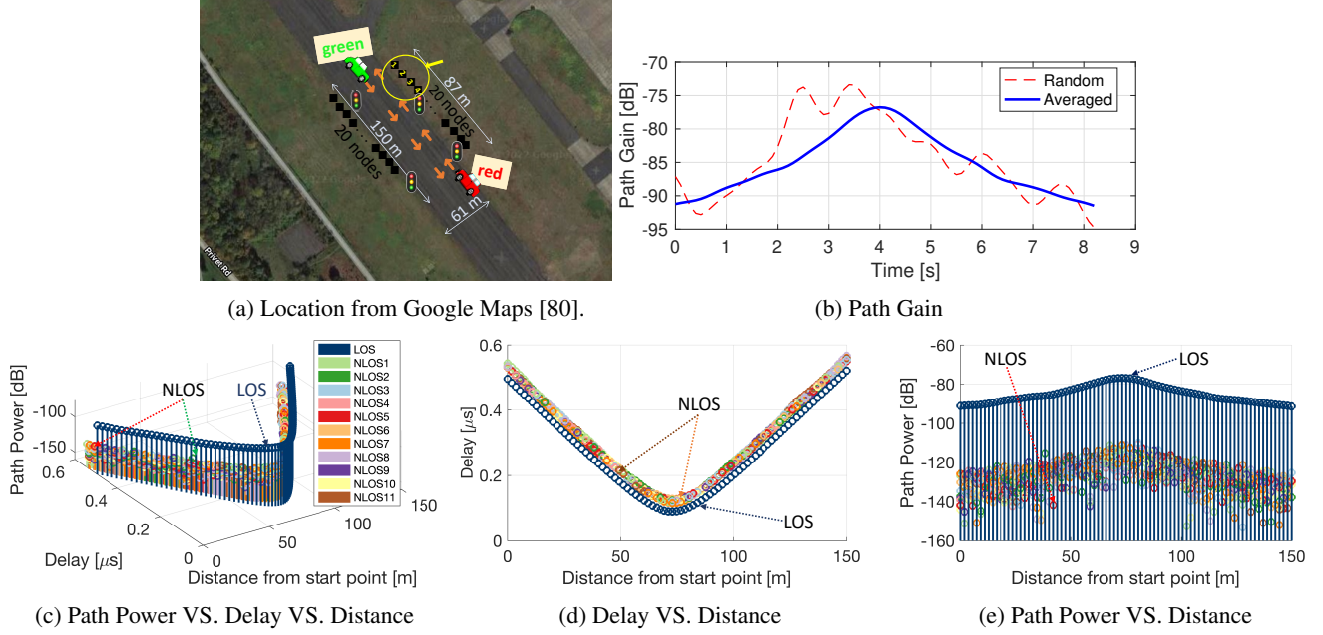 green
1
2
3
4
87 m
20 nodes
150 m
20 nodes
red
61 m
Privet Rd
(a) Location from Google Maps [80].
Path Gain [dB]
-70
-75
-80
-85
-90
-95
0 1 2 3 4 5 6 7 8 9
Time [s]
Random
Averaged
(b) Path Gain
Path Power [dB]
-100
-150
0.6
0.4
0.2
0
Delay [μs]
0
50
100
150
Distance from start point [m]
NLOS
LOS
LOS
NLOS1
NLOS2
NLOS3
NLOS4
NLOS5
NLOS6
NLOS7
NLOS8
NLOS9
NLOS10
NLOS11
(c) Path Power VS. Delay VS. Distance
Delay [μs]
0.6
0.4
0.2
0
0 50 100 150
Distance from start point [m]
NLOS
LOS
(d) Delay VS. Distance
Path Power [dB]
-60
-80
-100
-120
-140
-160
0 50 100 150
Distance from start point [m]
NLOS
LOS
(e) Path Power VS. Distance